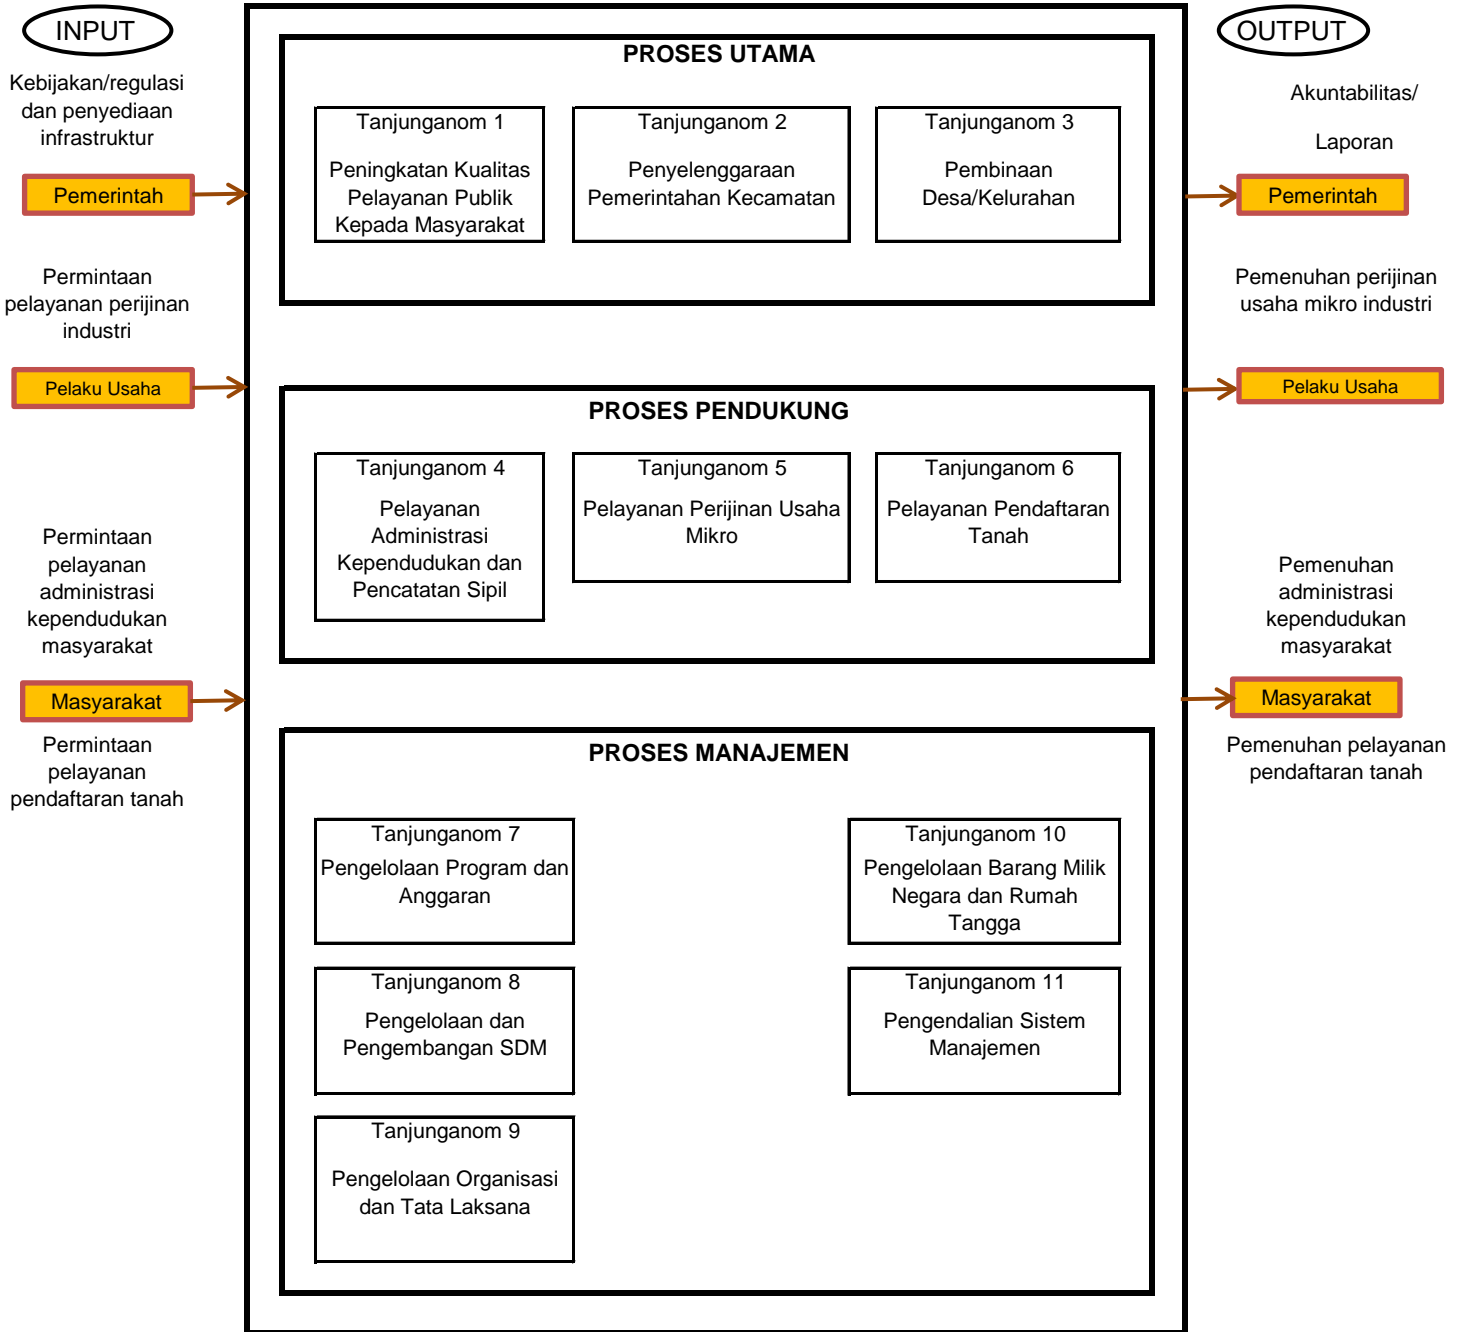 INPUT
Kebijakan/regulasi
dan penyediaan
infrastruktur
Pemerintah
Permintaan
pelayanan perijinan
industri
Pelaku Usaha
Permintaan
pelayanan
administrasi
kependudukan
masyarakat
Masyarakat
Permintaan
pelayanan
pendaftaran tanah
PROSES UTAMA
Tanjunganom 1
Peningkatan Kualitas
Pelayanan Publik
Kepada Masyarakat
Tanjunganom 2
Penyelenggaraan
Pemerintahan Kecamatan
Tanjunganom 3
Pembinaan
Desa/Kelurahan
PROSES PENDUKUNG
Tanjunganom 4
Pelayanan
Administrasi
Kependudukan dan
Pencatatan Sipil
Tanjunganom 5
Pelayanan Perijinan Usaha
Mikro
Tanjunganom 6
Pelayanan Pendaftaran
Tanah
PROSES MANAJEMEN
Tanjunganom 7
Pengelolaan Program dan
Anggaran
Tanjunganom 8
Pengelolaan dan
Pengembangan SDM
Tanjunganom 9
Pengelolaan Organisasi
dan Tata Laksana
Tanjunganom 10
Pengelolaan Barang Milik
Negara dan Rumah
Tangga
Tanjunganom 11
Pengendalian Sistem
Manajemen
OUTPUT
Akuntabilitas/
Laporan
Pemerintah
Pemenuhan perijinan
usaha mikro industri
Pelaku Usaha
Pemenuhan
administrasi
kependudukan
masyarakat
Masyarakat
Pemenuhan pelayanan
pendaftaran tanah